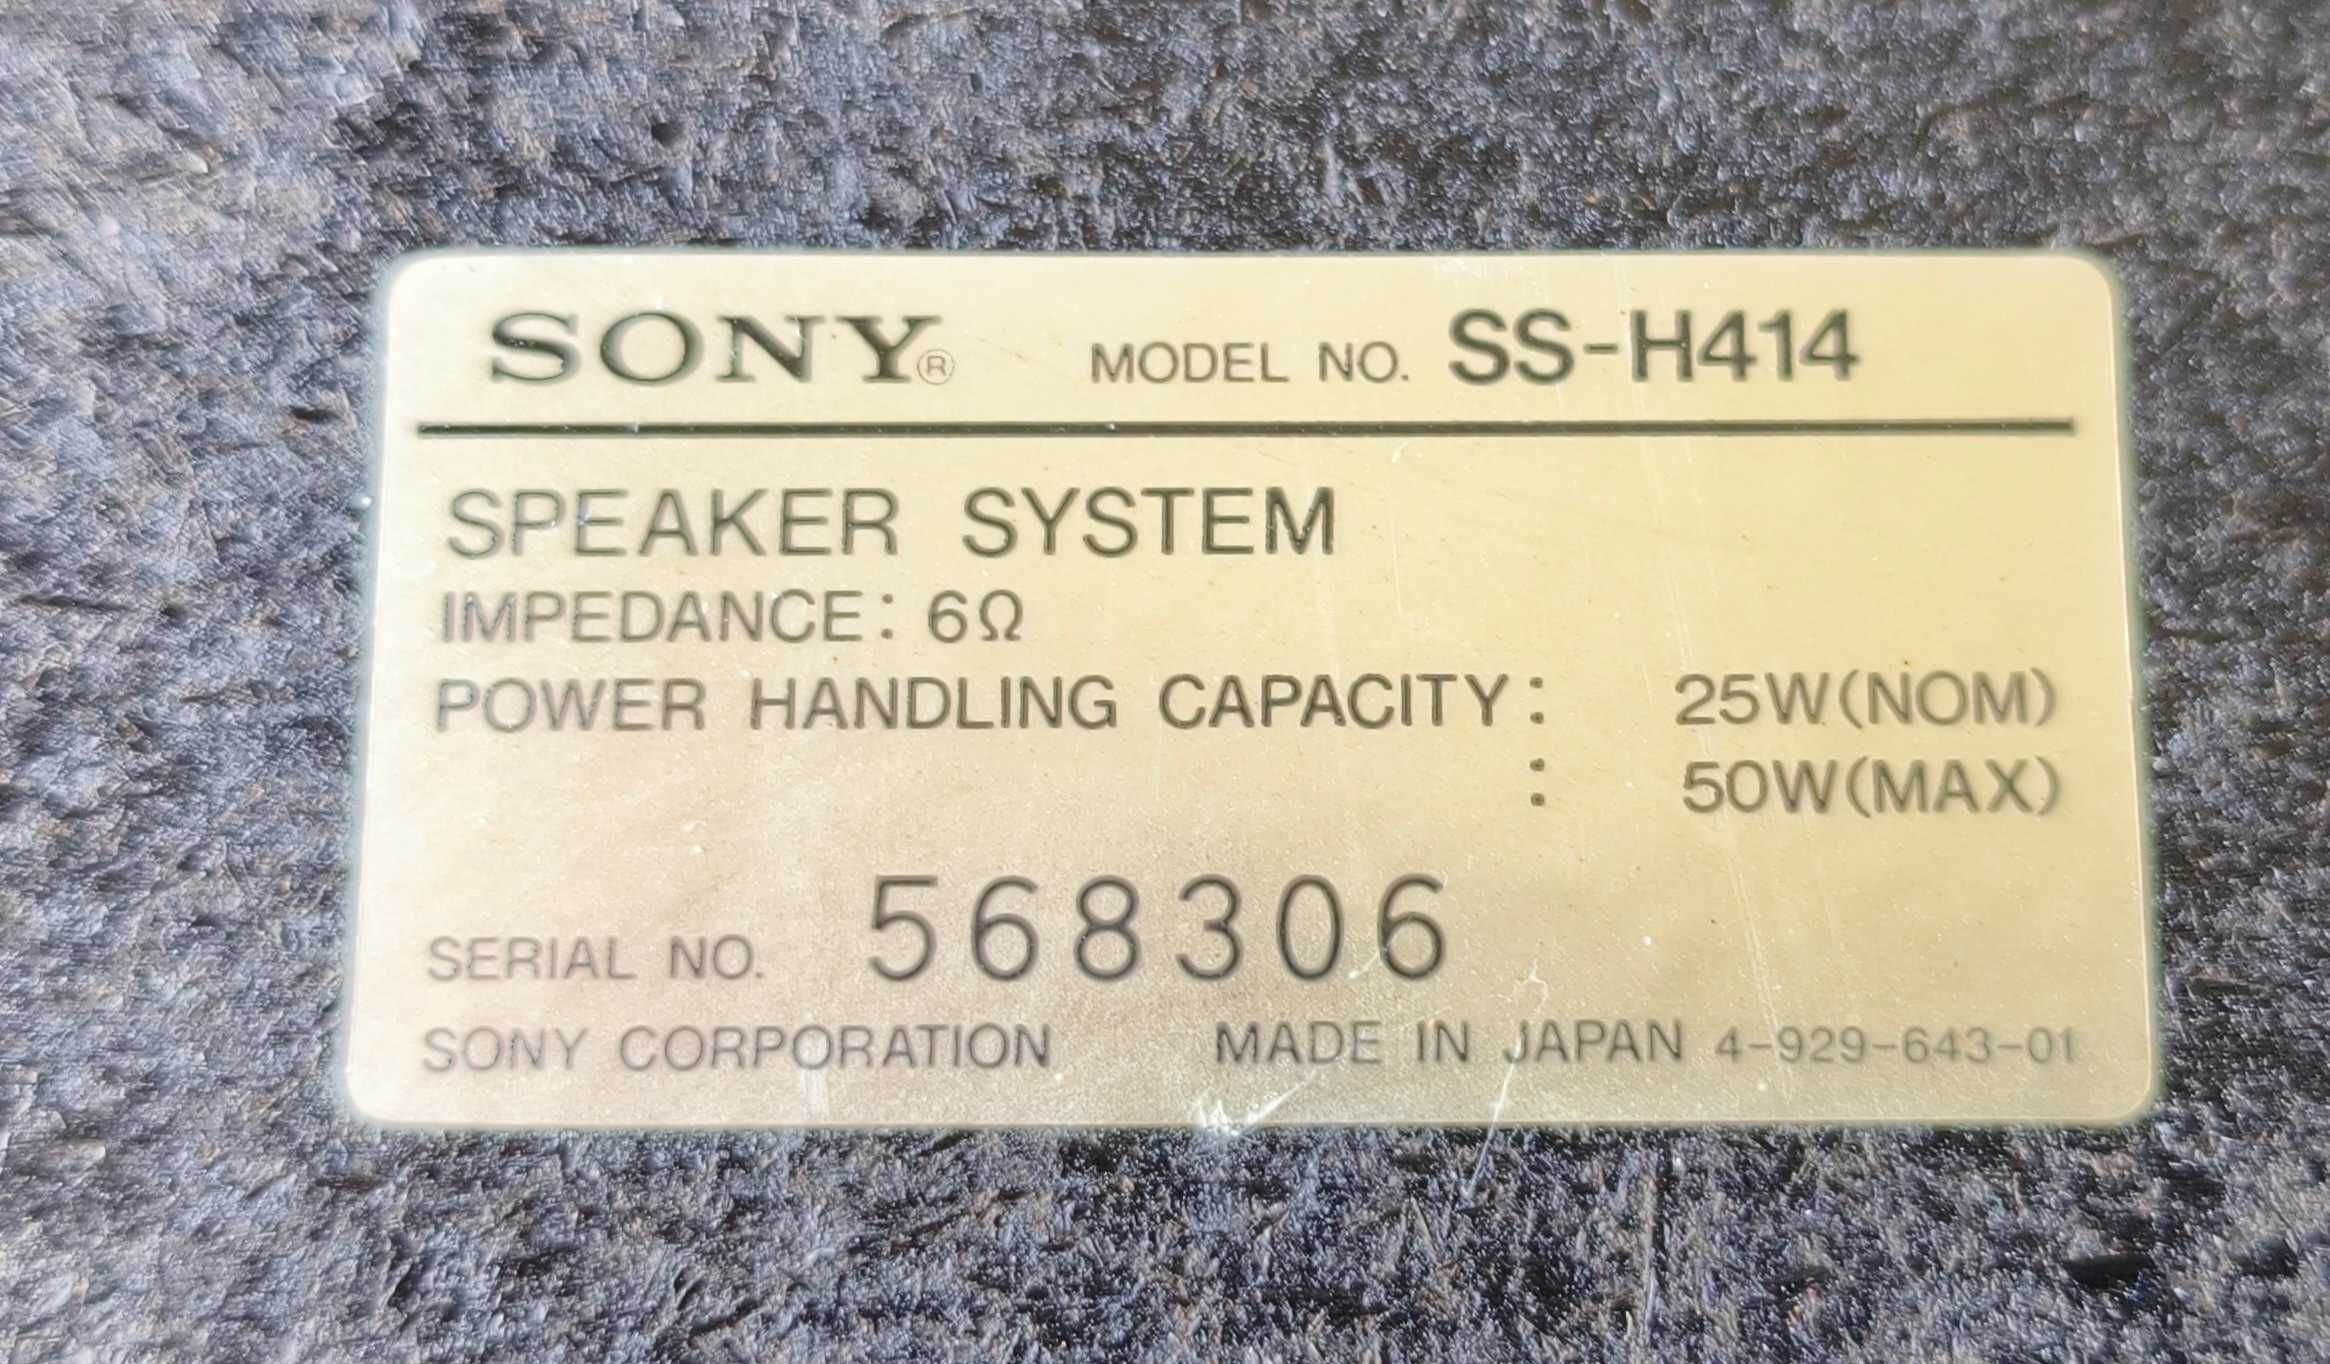 SONY® MODEL NO. SS-H414
SPEAKER SYSTEM
IMPEDANCE: 6Ω
POWER HANDLING CAPACITY: 25W(NOM)
: 50W(MAX)
SERIAL NO. 568306
SONY CORPORATION MADE IN JAPAN 4-929-643-01